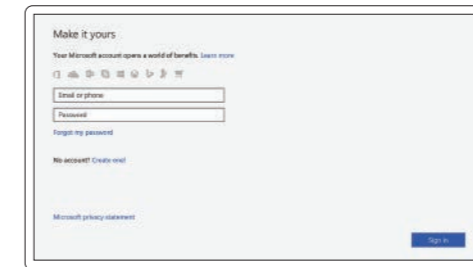 Make it yours
Your Microsoft account opens a world of benefits. Learn more
Email or phone
Password
Forgot my password
No account? Create one!
Microsoft privacy statement
Sign in